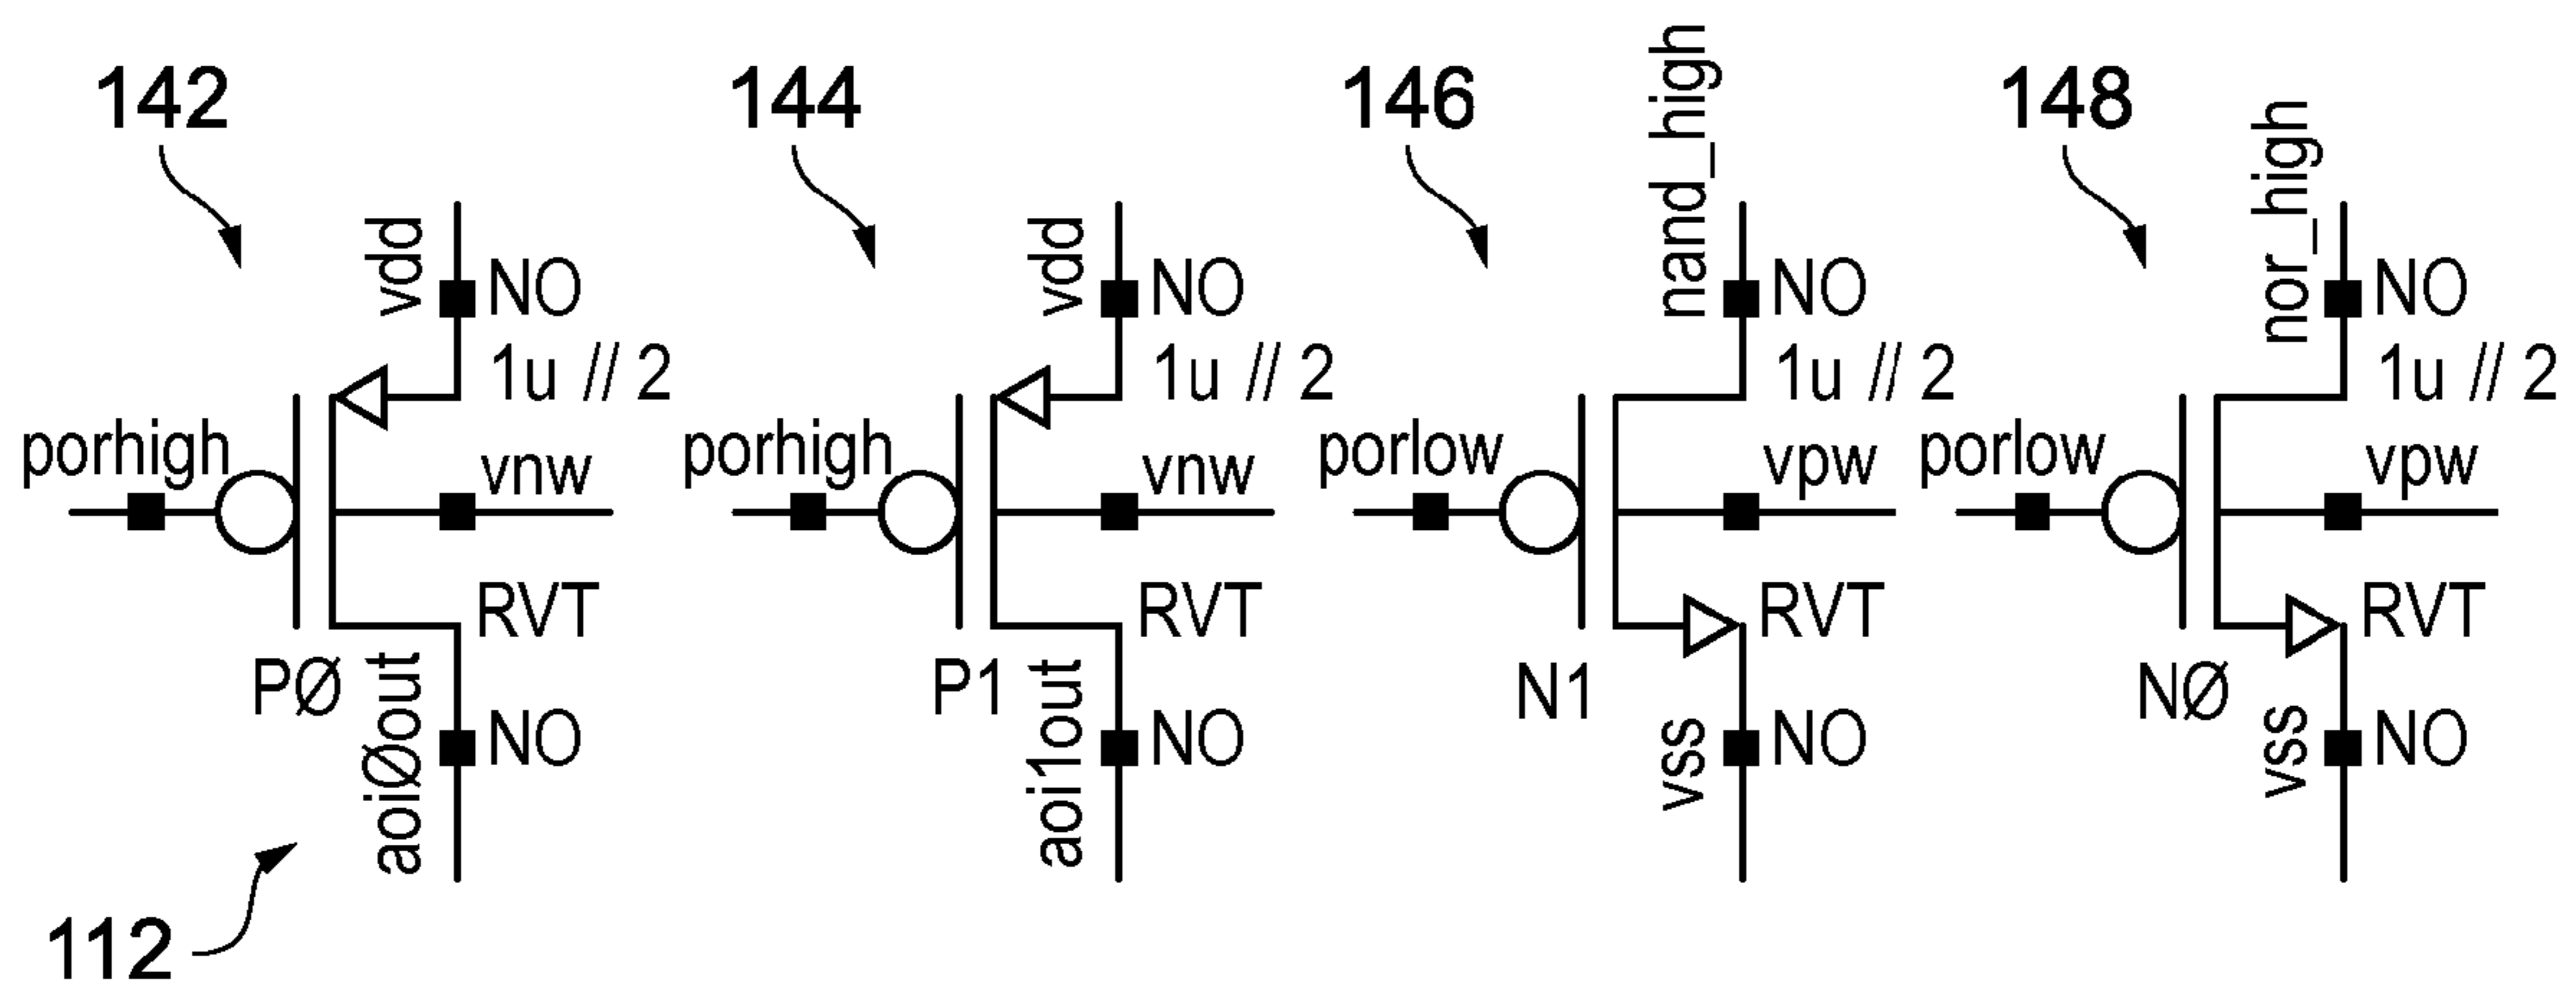 142
vdd
NO
1u // 2
porhigh
vnw
RVT
PØ
aoiØout
NO
112
144
vdd
NO
1u // 2
porhigh
vnw
RVT
P1
aoi1out
NO
146
nand_high
NO
1u // 2
porlow
vpw
RVT
N1
vss
NO
148
nor_high
NO
1u // 2
porlow
vpw
RVT
NØ
vss
NO